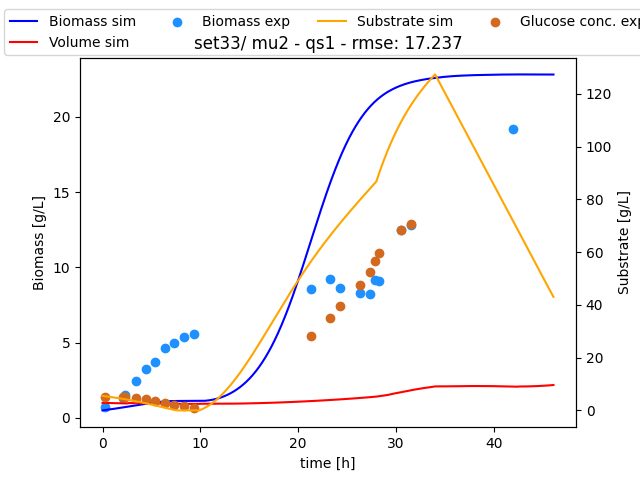 Biomass sim
Biomass exp
Substrate sim
Glucose conc. exp
Volume sim
set33/ mu2 - qs1 - rmse: 17.237
Biomass [g/L]
0
5
10
15
20
0
10
20
30
40
time [h]
0
20
40
60
80
100
120
Substrate [g/L]